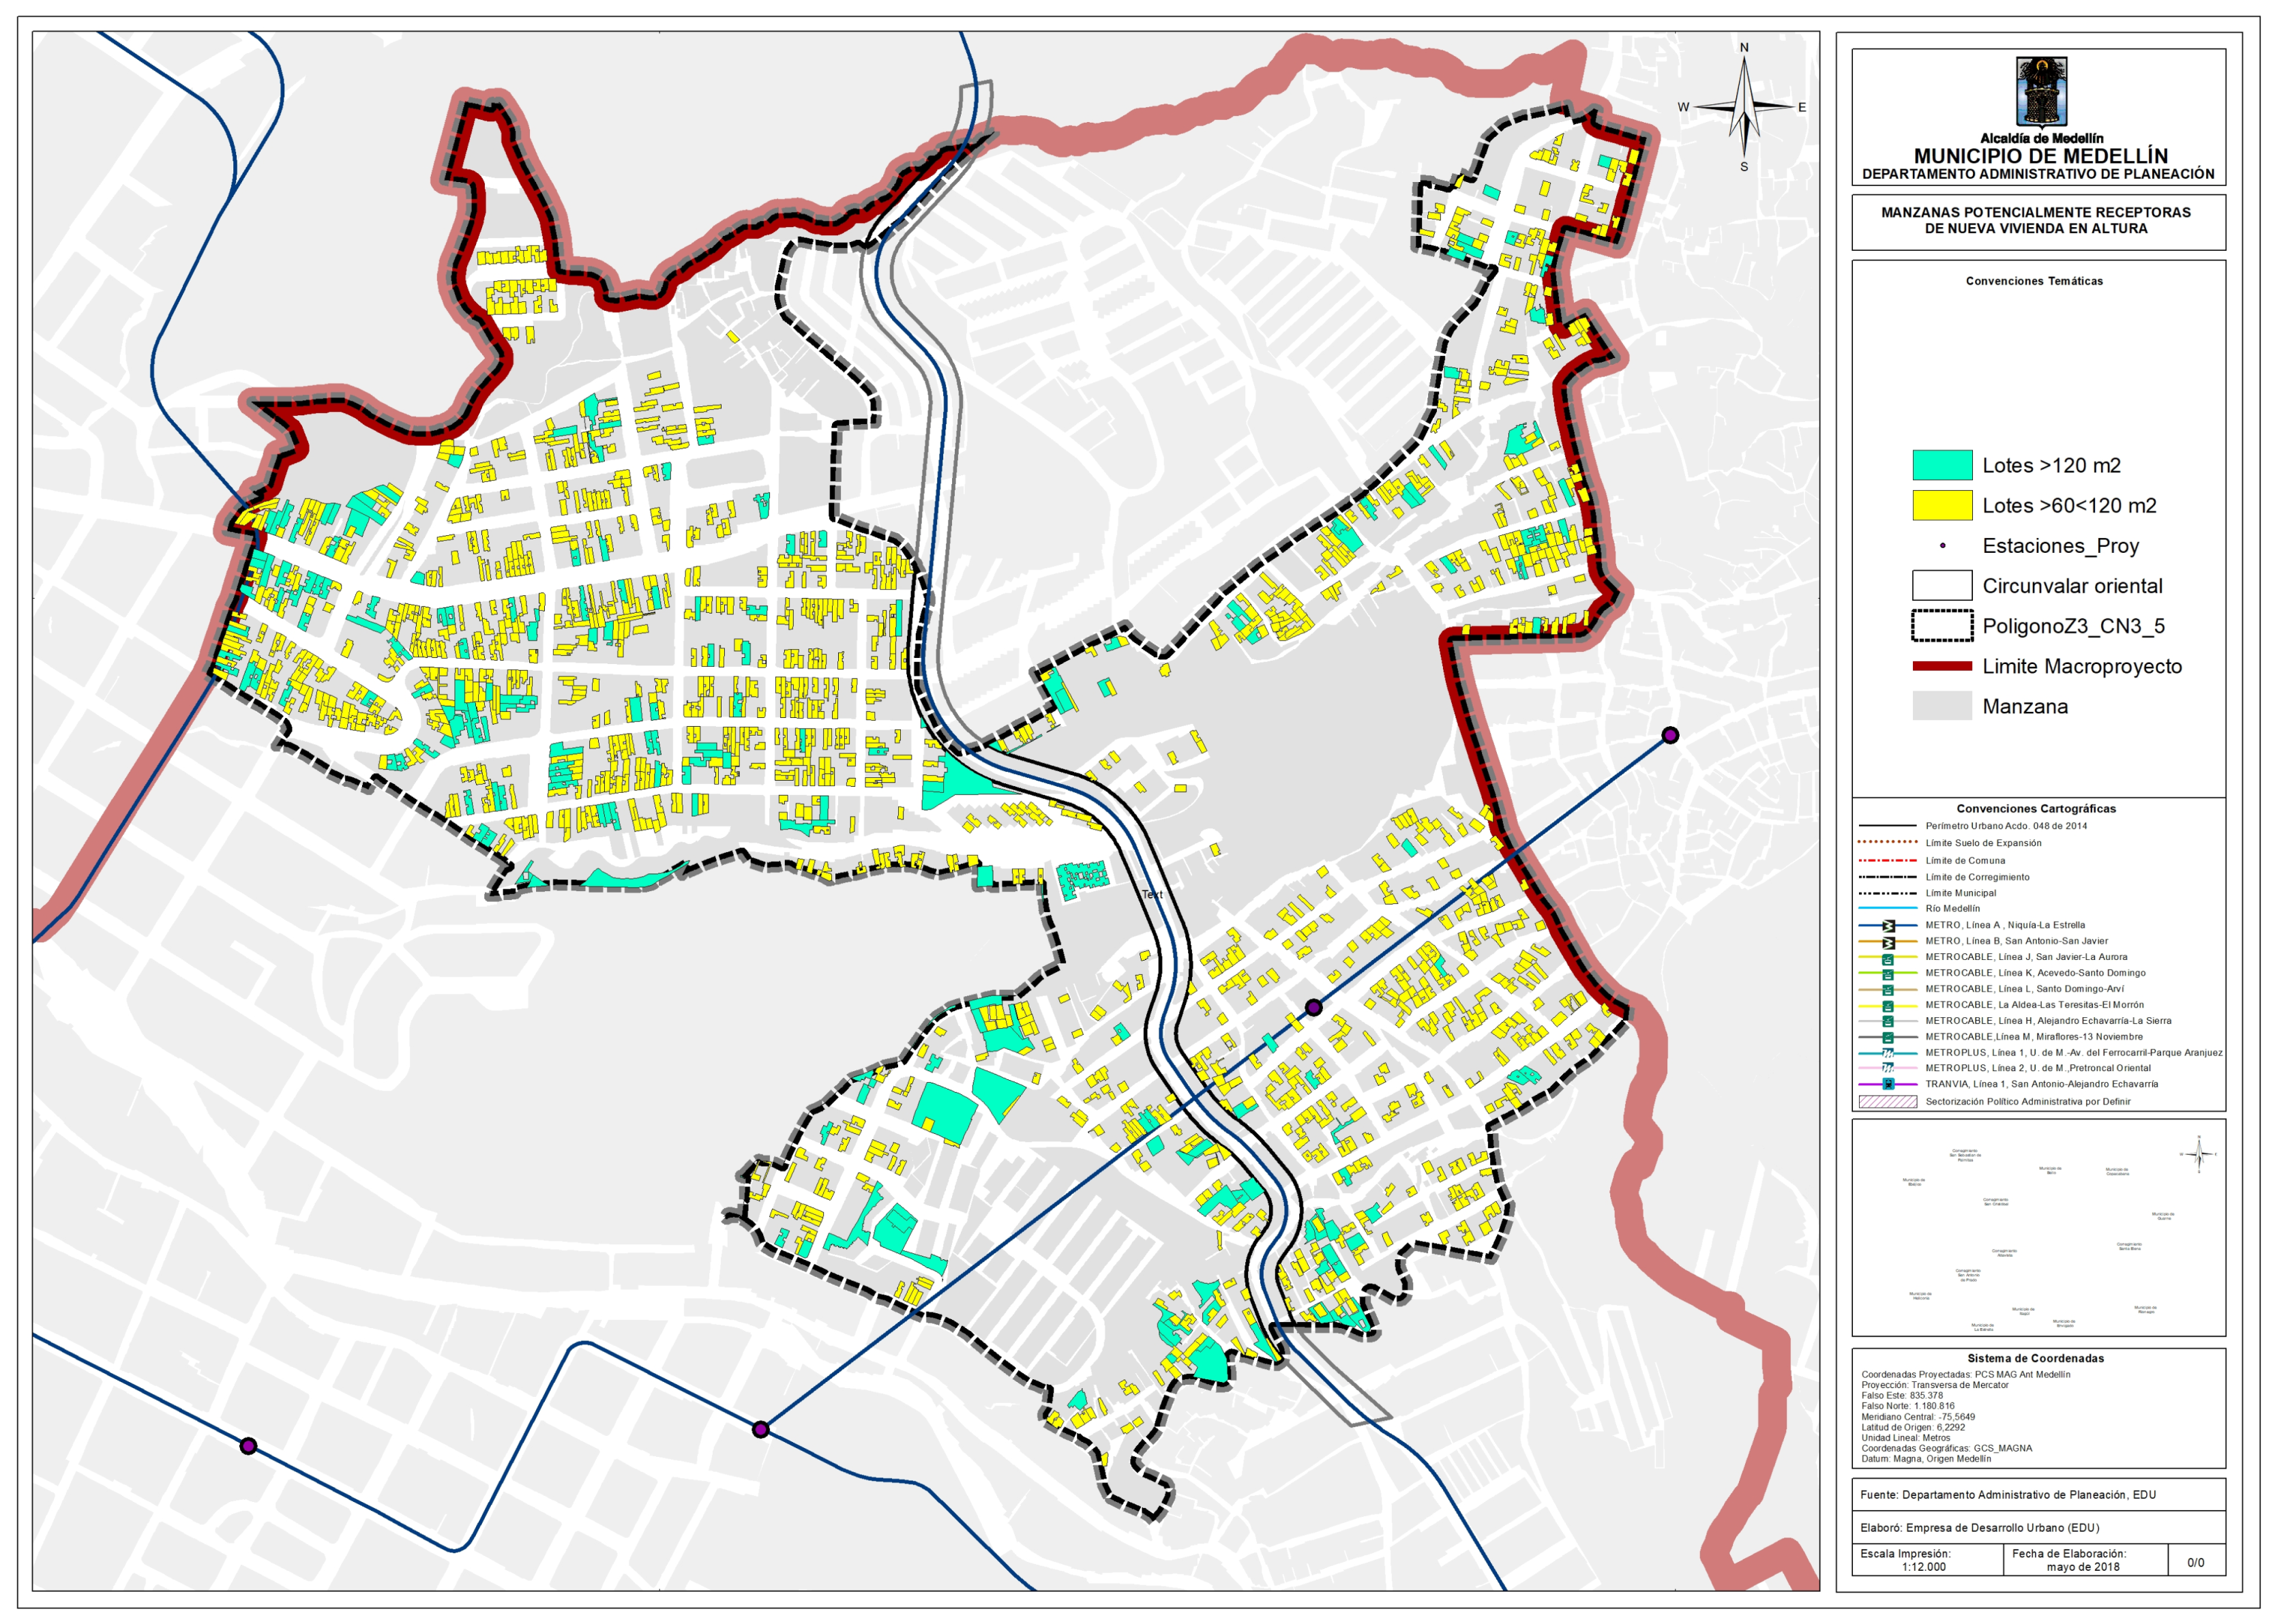 N
W
E
S
Text
Alcaldía de Medellín
MUNICIPIO DE MEDELLÍN
DEPARTAMENTO ADMINISTRATIVO DE PLANEACIÓN
MANZANAS POTENCIALMENTE RECEPTORAS
DE NUEVA VIVIENDA EN ALTURA
Convenciones Temáticas
Lotes >120 m2
Lotes >60<120 m2
Estaciones_Proy
Circunvalar oriental
PoligonoZ3_CN3_5
Limite Macroproyecto
Manzana
Convenciones Cartográficas
Perímetro Urbano Acdo. 048 de 2014
Límite Suelo de Expansión
Límite de Comuna
Límite de Corregimiento
Límite Municipal
Río Medellín
METRO, Línea A , Niquía-La Estrella
METRO, Línea B, San Antonio-San Javier
METROCABLE, Línea J, San Javier-La Aurora
METROCABLE, Línea K, Acevedo-Santo Domingo
METROCABLE, Línea L, Santo Domingo-Arví
METROCABLE, La Aldea-Las Teresitas-El Morrón
METROCABLE, Línea H, Alejandro Echavarría-La Sierra
METROCABLE,Línea M, Miraflores-13 Noviembre
METROPLUS, Línea 1, U. de M.-Av. del Ferrocarril-Parque Aranjuez
METROPLUS, Línea 2, U. de M.,Pretroncal Oriental
TRANVIA, Línea 1, San Antonio-Alejandro Echavarría
Sectorización Político Administrativa por Definir
Sistema de Coordenadas
Coordenadas Proyectadas: PCS MAG Ant Medellín
Proyección: Transversa de Mercator
Falso Este: 835.378
Falso Norte: 1.180.816
Meridiano Central: -75,5649
Latitud de Origen: 6,2292
Unidad Lineal: Metros
Coordenadas Geográficas: GCS_MAGNA
Datum: Magna, Origen Medellín
Fuente: Departamento Administrativo de Planeación, EDU
Elaboró: Empresa de Desarrollo Urbano (EDU)
Escala Impresión:
1:12.000
Fecha de Elaboración:
mayo de 2018
0/0